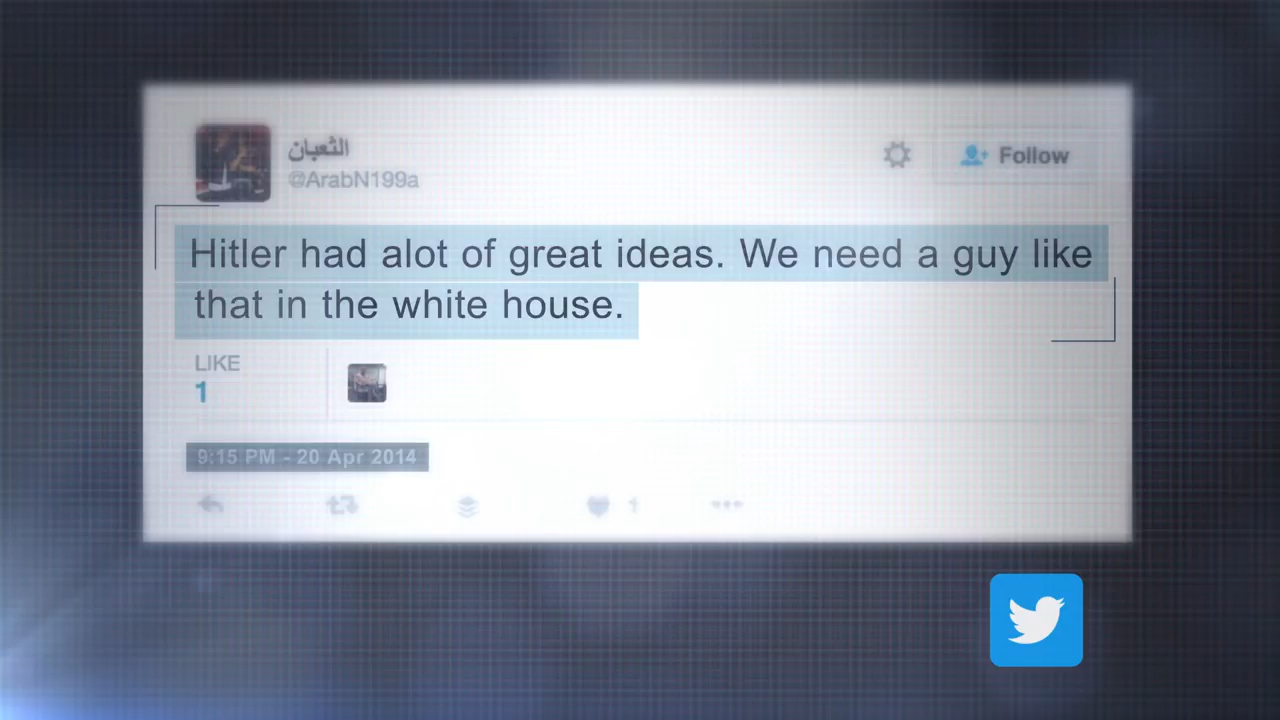 الثعبان
@ArabN199a
Follow
Hitler had alot of great ideas. We need a guy like
that in the white house.
LIKE
1
9:15 PM - 20 Apr 2014
1